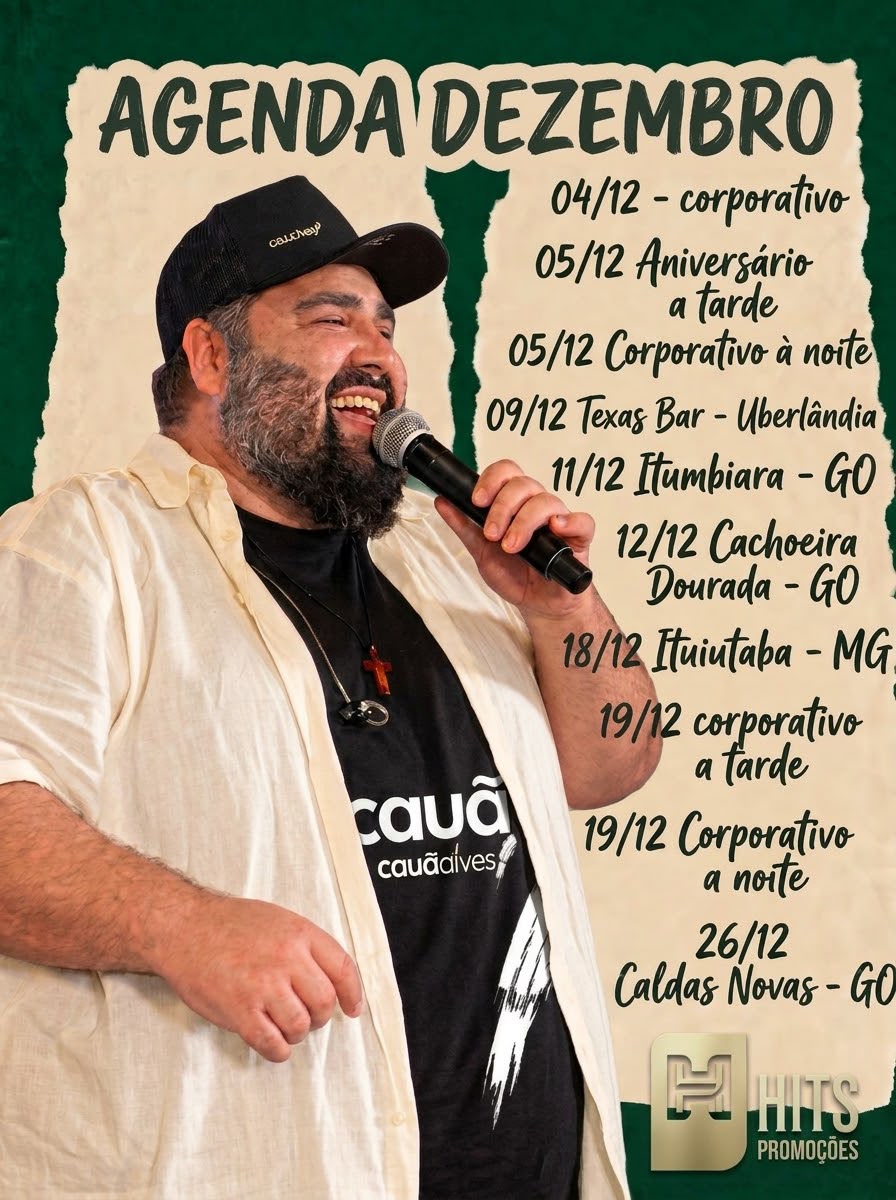 AGENDA DEZEMBRO
04/12 - corporativo
05/12 Aniversário
a tarde
05/12 Corporativo à noite
09/12 Texas Bar - Uberlândia
11/12 Itumbiara - GO
12/12 Cachoeira
Dourada - GO
18/12 Ituiutaba - MG
19/12 corporativo
a tarde
19/12 Corporativo
a noite
26/12
Caldas Novas - GO
cauã
cauãalves
HITS
PROMOÇÕES